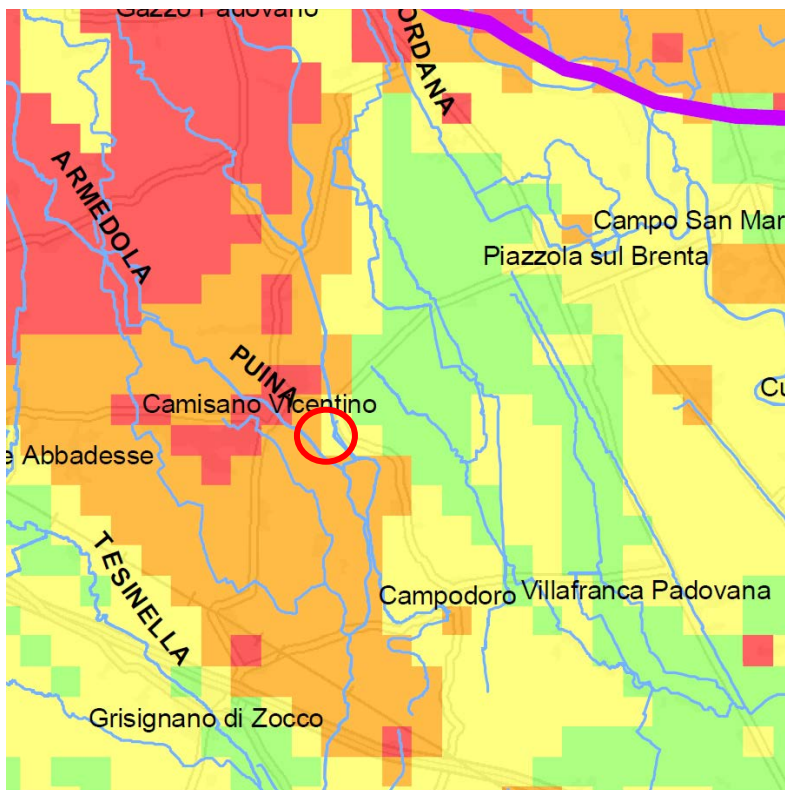 Gazzo Padovano
ORDANA
ARMEDOLA
Campo San Mar
Piazzola sul Brenta
PUINA
Cu
Camisano Vicentino
e Abbadesse
TESINELLA
Campodoro
Villafranca Padovana
Grisignano di Zocco